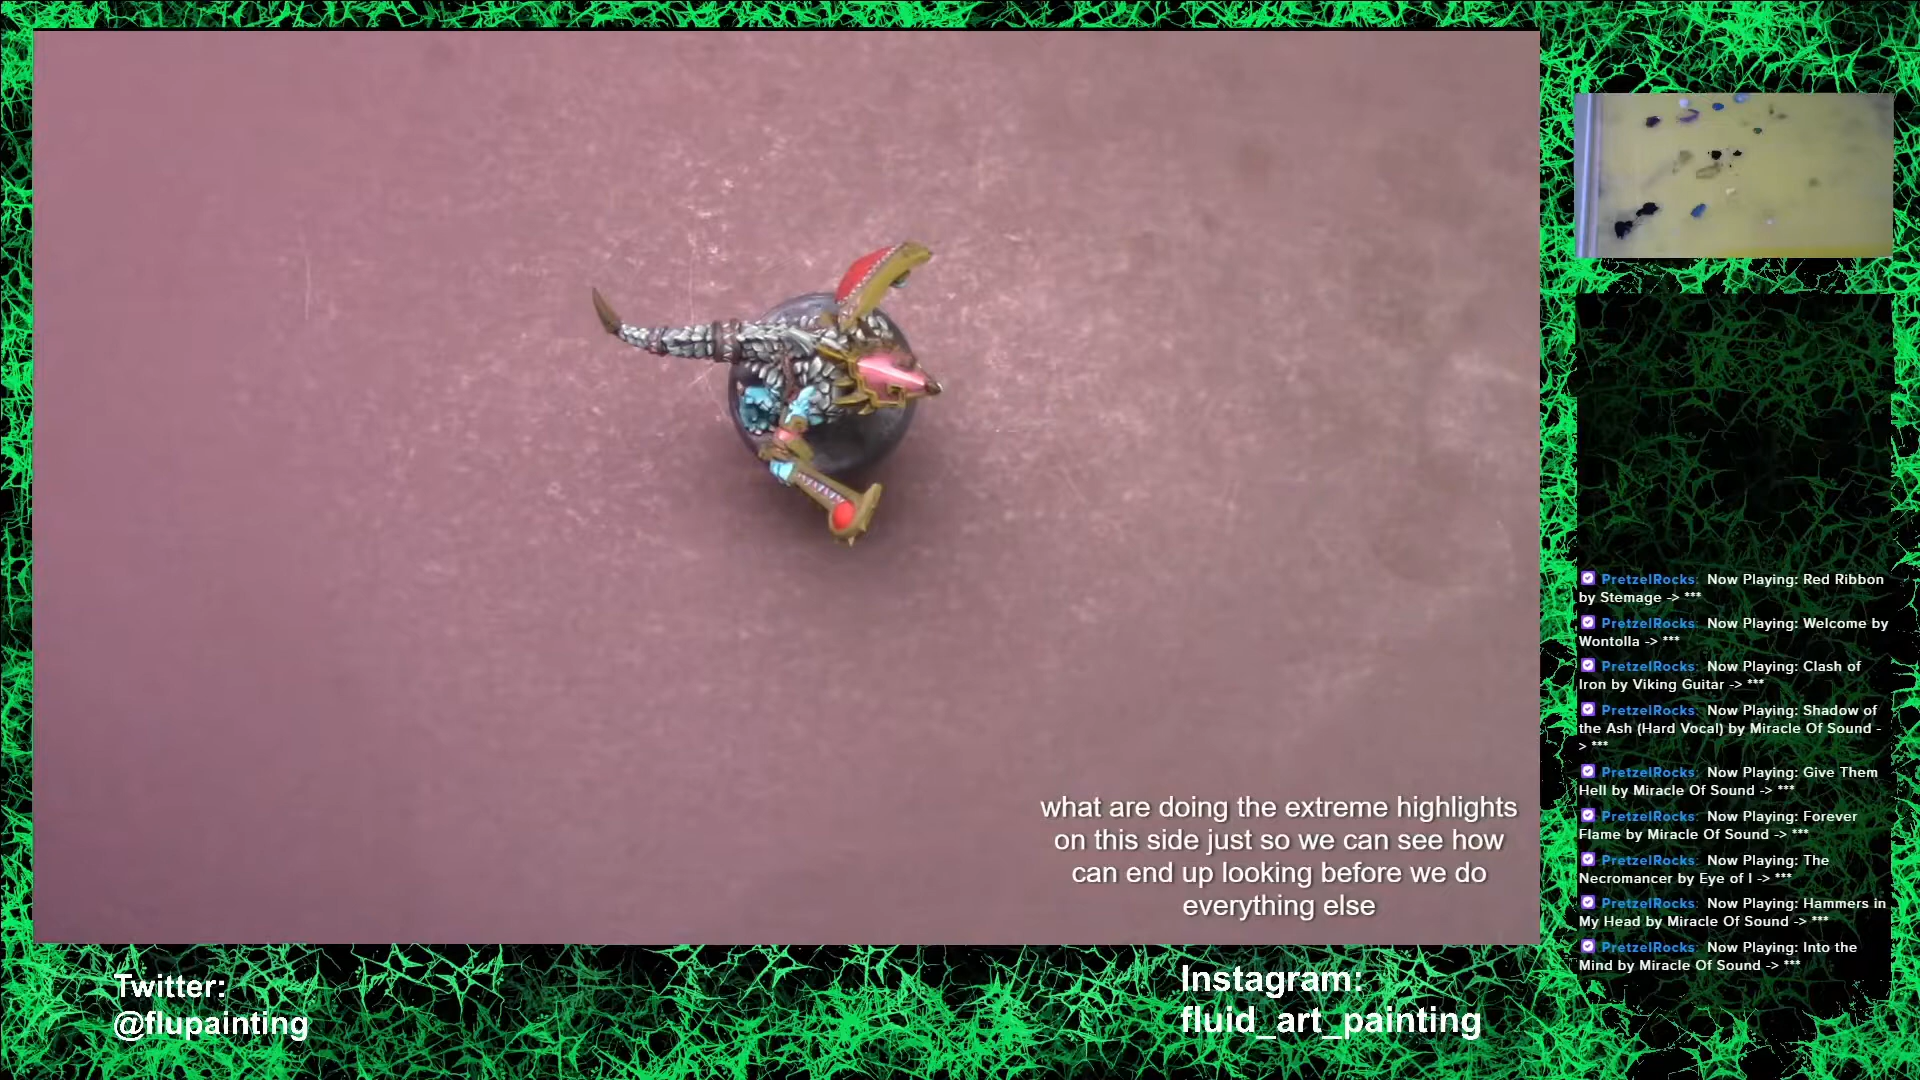 what are doing the extreme highlights
on this side just so we can see how
can end up looking before we do
everything else
PretzelRocks: Now Playing: Red Ribbon
by Stemage -> ***
PretzelRocks: Now Playing: Welcome by
Wontolla -> ***
PretzelRocks: Now Playing: Clash of
Iron by Viking Guitar -> ***
PretzelRocks: Now Playing: Shadow of
the Ash (Hard Vocal) by Miracle Of Sound -
> ***
PretzelRocks: Now Playing: Give Them
Hell by Miracle Of Sound -> ***
PretzelRocks: Now Playing: Forever
Flame by Miracle Of Sound -> ***
PretzelRocks: Now Playing: The
Necromancer by Eye of I -> ***
PretzelRocks: Now Playing: Hammers in
My Head by Miracle Of Sound -> ***
PretzelRocks: Now Playing: Into the
Mind by Miracle Of Sound -> ***
Twitter:
@flupainting
Instagram:
fluid_art_painting